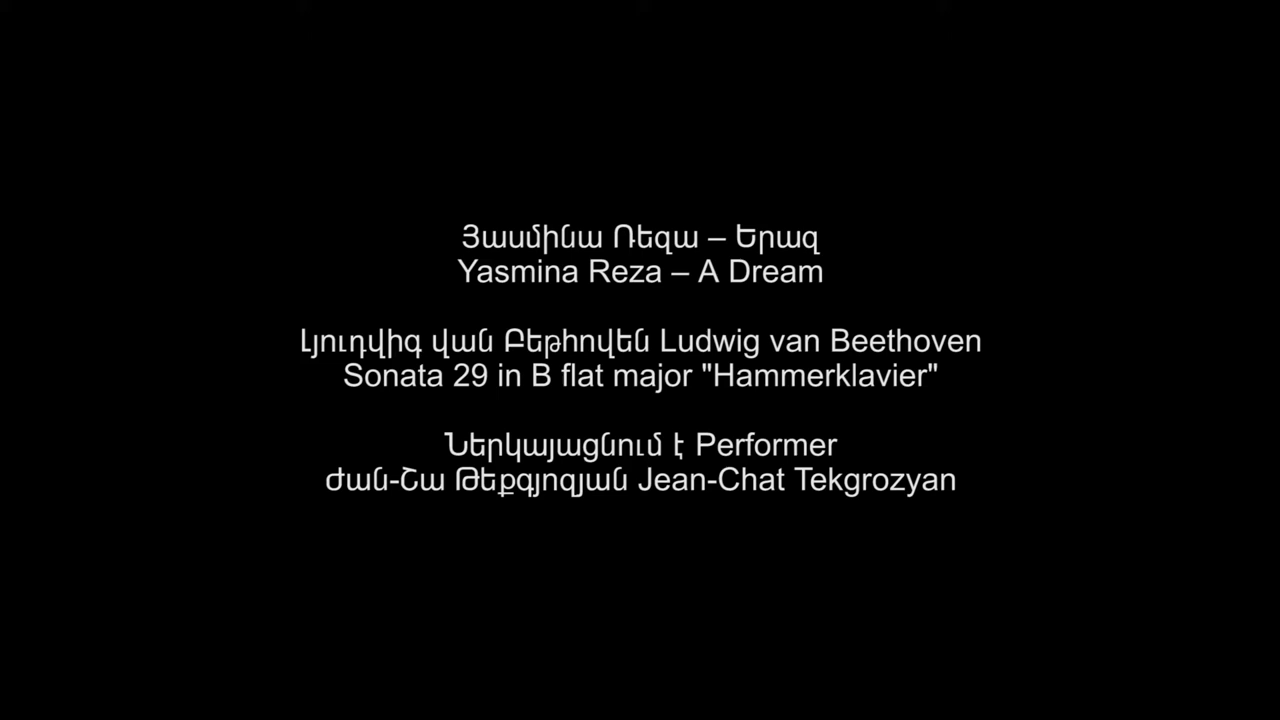 Յասմինա Ռեզա – Երազ
Yasmina Reza – A Dream
Լյուդվիգ վան Բեթհովեն Ludwig van Beethoven
Sonata 29 in B flat major "Hammerklavier"
Ներկայացնում է Performer
Ժան-Շա Թեքգյոզյան Jean-Chat Tekgrozyan